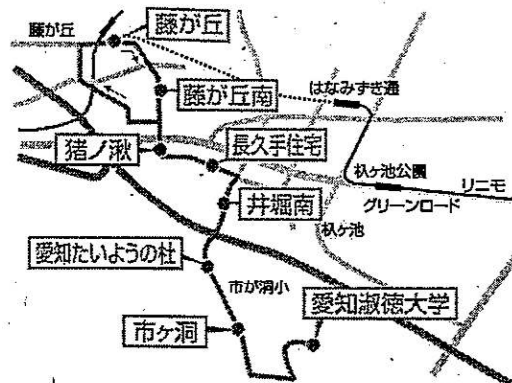 藤が丘
藤が丘
はなみずき通
藤が丘南
長久手住宅
猪ノ湫
杁ヶ池公園
リニモ
グリーンロード
井堀南
杁ヶ池
愛知たいようの杜
市が洞小
愛知淑徳大学
市ヶ洞